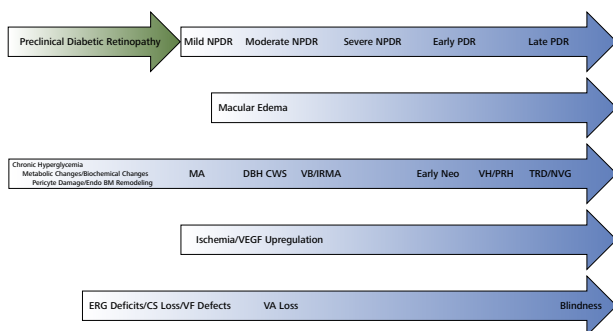 Preclinical Diabetic Retinopathy Mild NPDR Moderate NPDR Severe NPDR Early PDR Late PDR
Macular Edema
Chronic Hyperglycemia
Metabolic Changes/Biochemical Changes MA DBH CWS VB/IRMA Early Neo VH/PRH TRD/NVG
Pericyte Damage/Endo BM Remodeling
Ischemia/VEGF Upregulation
ERG Deficits/CS Loss/VF Defects VA Loss Blindness